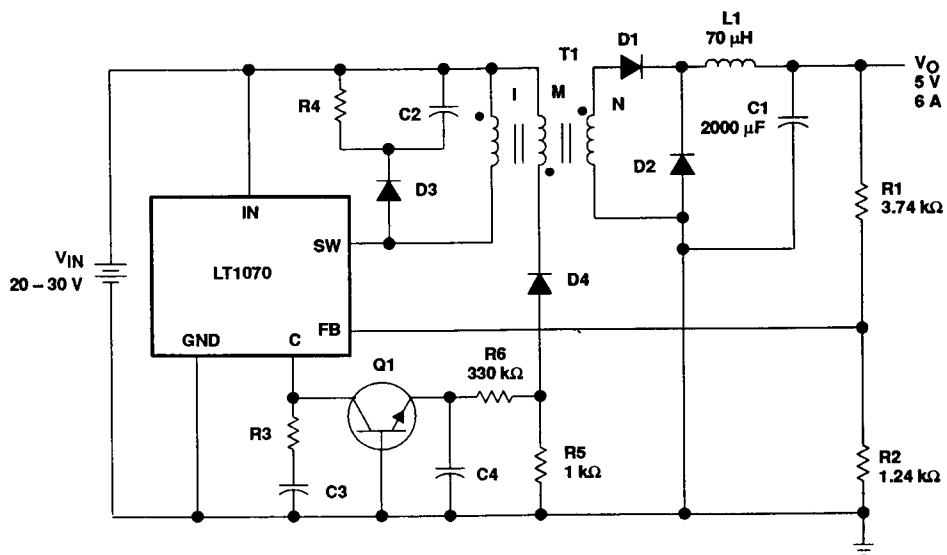 L1
70 μH
D1
T1
VO
5 V
6 A
R4
C2
I
M
N
C1
2000 μF
D3
D2
R1
3.74 kΩ
IN
SW
VIN
20 – 30 V
LT1070
D4
FB
GND
C
Q1
R6
330 kΩ
R3
R5
1 kΩ
R2
1.24 kΩ
C4
C3